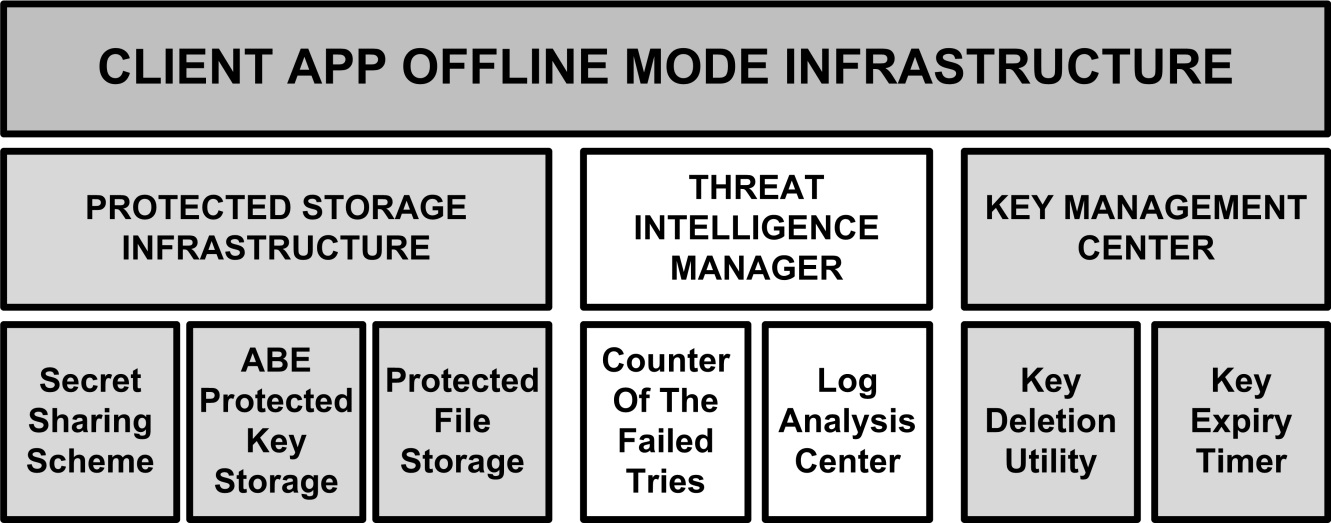 CLIENT APP OFFLINE MODE INFRASTRUCTURE
PROTECTED STORAGE
INFRASTRUCTURE
THREAT
INTELLIGENCE
MANAGER
KEY MANAGEMENT
CENTER
Secret
Sharing
Scheme
ABE
Protected
Key
Storage
Protected
File
Storage
Counter
Of The
Failed
Tries
Log
Analysis
Center
Key
Deletion
Utility
Key
Expiry
Timer